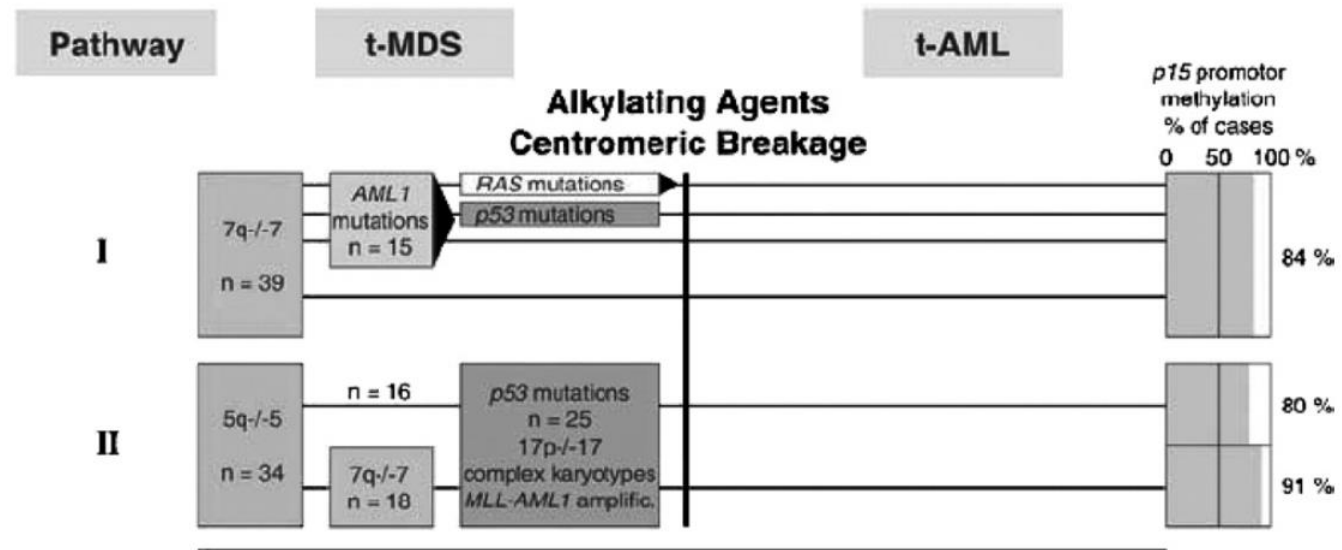 Pathway
t-MDS
t-AML
p15 promotor
methylation
% of cases
0 50 100 %
Alkylating Agents
Centromeric Breakage
I
7q-/-7
n = 39
AML1
mutations
n = 15
RAS mutations
p53 mutations
84 %
II
5q-/-5
n = 34
n = 16
7q-/-7
n = 18
p53 mutations
n = 25
17p-/-17
complex karyotypes
MLL-AML1 amplific.
80 %
91 %